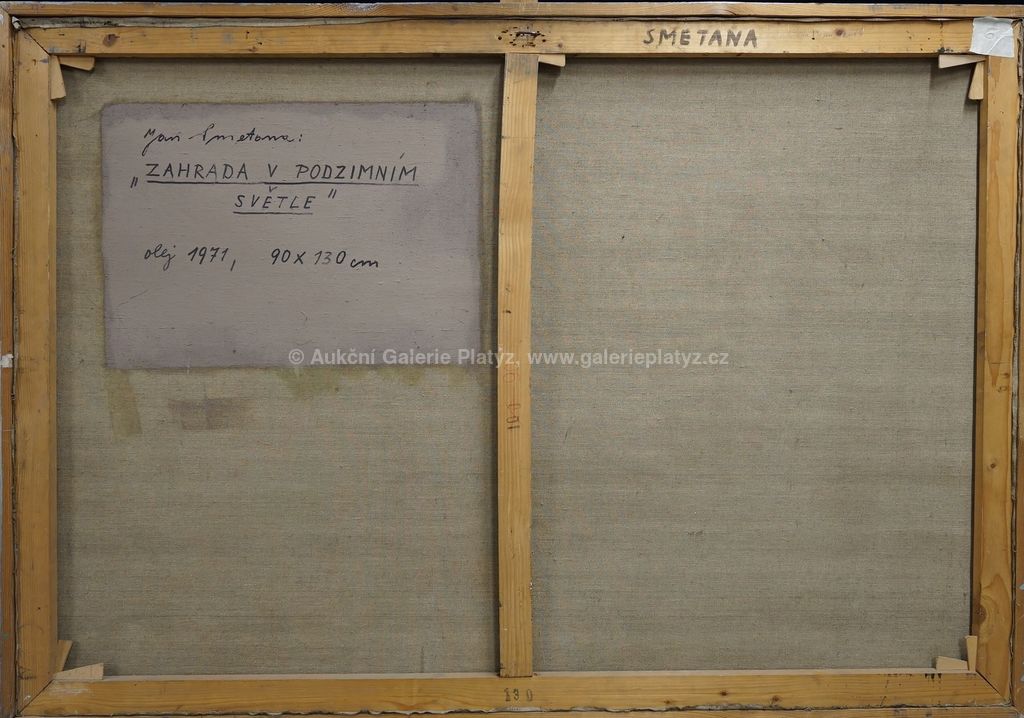 SMETANA
Jan Smetana:
„ZAHRADA V PODZIMNÍM
SVĚTLE"
olej 1971, 90 x 130 cm
© Aukční Galerie Platýz, www.galerieplatyz.cz
130